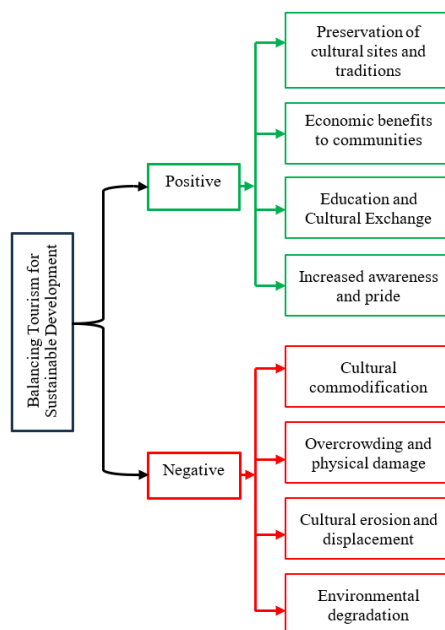 Balancing Tourism for
Sustainable Development
Positive
Preservation of
cultural sites and
traditions
Economic benefits
to communities
Education and
Cultural Exchange
Increased awareness
and pride
Negative
Cultural
commodification
Overcrowding and
physical damage
Cultural erosion and
displacement
Environmental
degradation